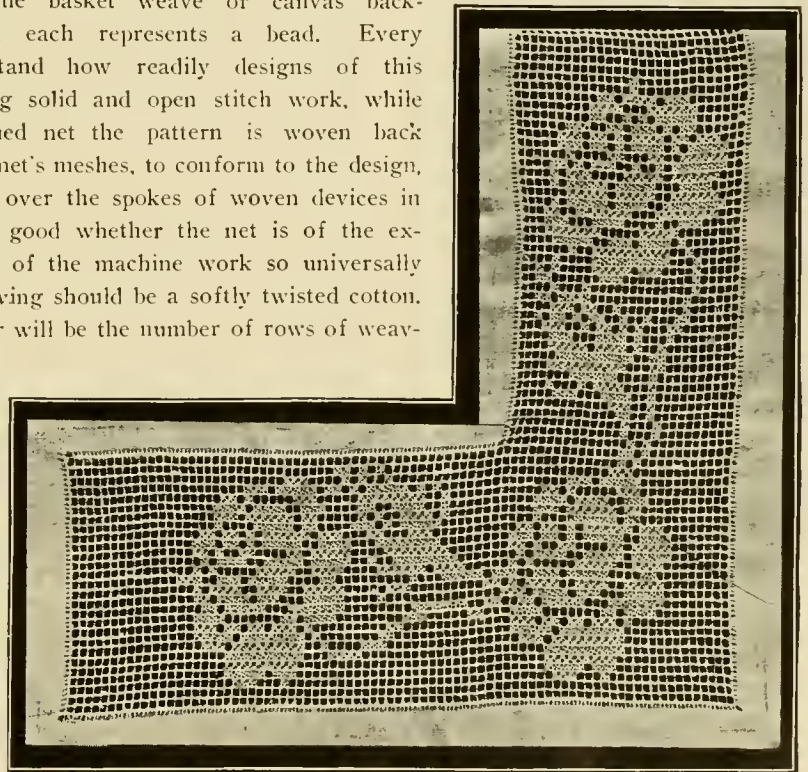 the basket weave or canvas back-
each represents a bead. Every
tand how readily designs of this
g solid and open stitch work, while
ned net the pattern is woven back
net's meshes, to conform to the design,
over the spokes of woven devices in
good whether the net is of the ex-
of the machine work so universally
ving should be a softly twisted cotton.
r will be the number of rows of weav-